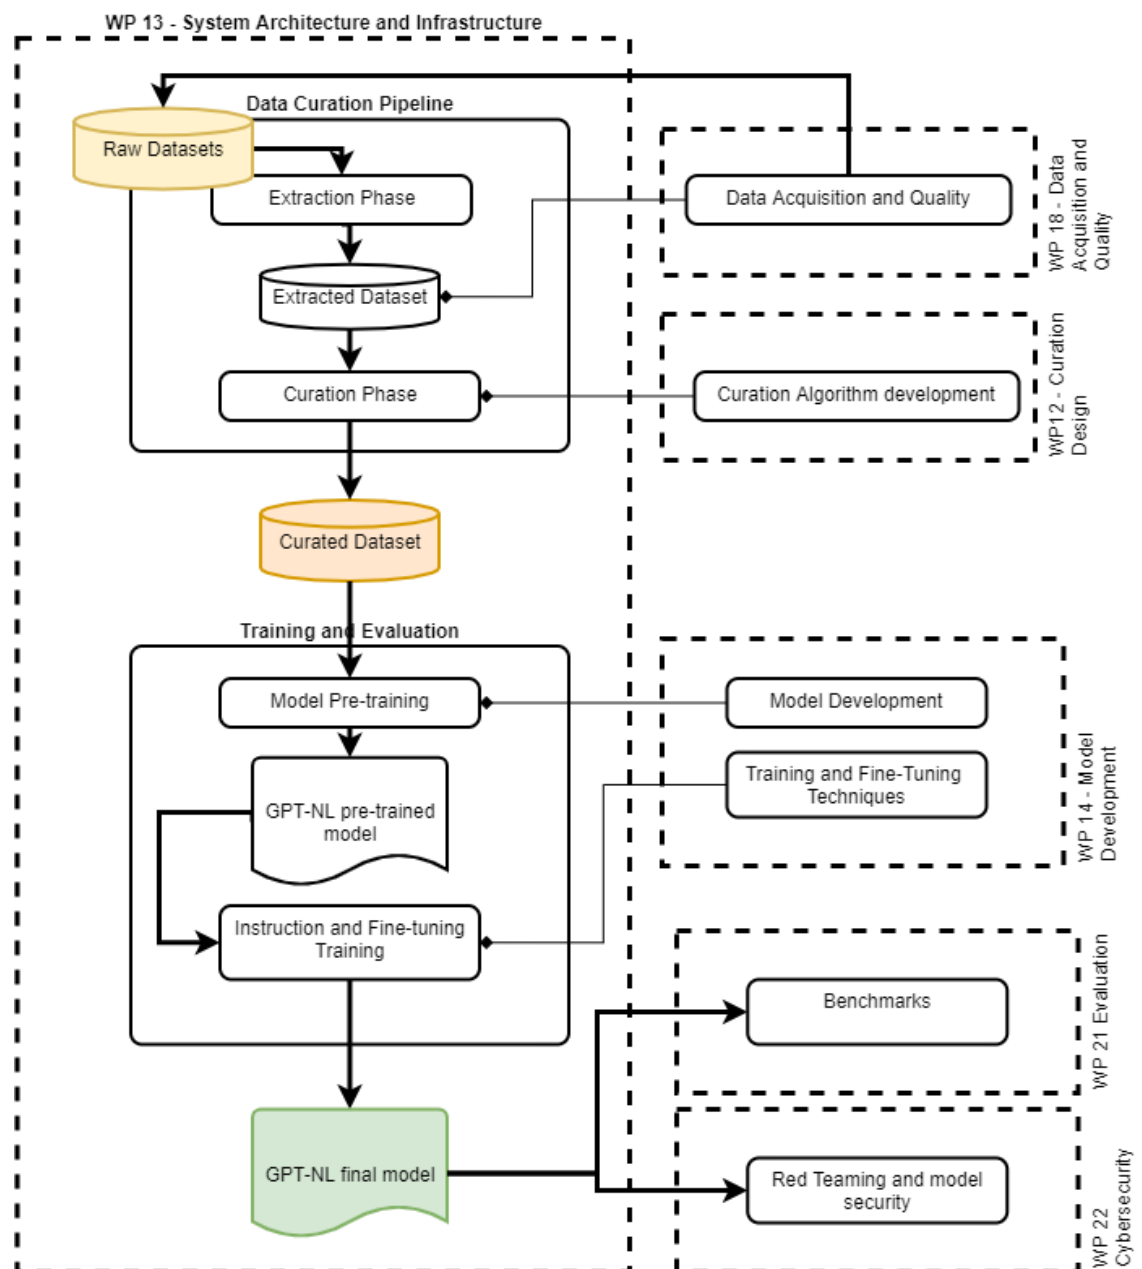 WP 13 - System Architecture and Infrastructure
Data Curation Pipeline
Raw Datasets
Extraction Phase
Extracted Dataset
Curation Phase
Data Acquisition and Quality
WP 18 - Data
Acquisition and
Quality
Curation Algorithm development
WP12 - Curation
Design
Curated Dataset
Training and Evaluation
Model Pre-training
GPT-NL pre-trained
model
Instruction and Fine-tuning
Training
Model Development
Training and Fine-Tuning
Techniques
WP 14 - Model
Development
Benchmarks
WP 21 Evaluation
GPT-NL final model
Red Teaming and model
security
WP 22
Cybersecurity